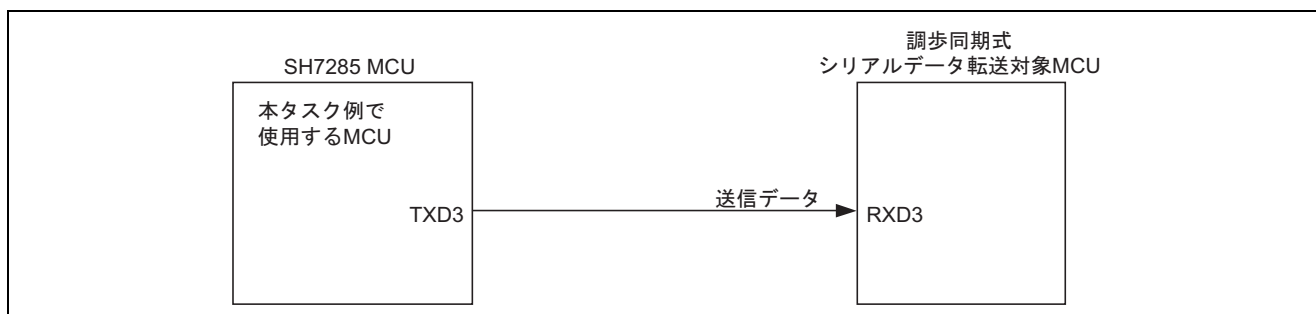 SH7285 MCU
本タスク例で
使用するMCU
TXD3
送信データ
調歩同期式
シリアルデータ転送対象MCU
RXD3